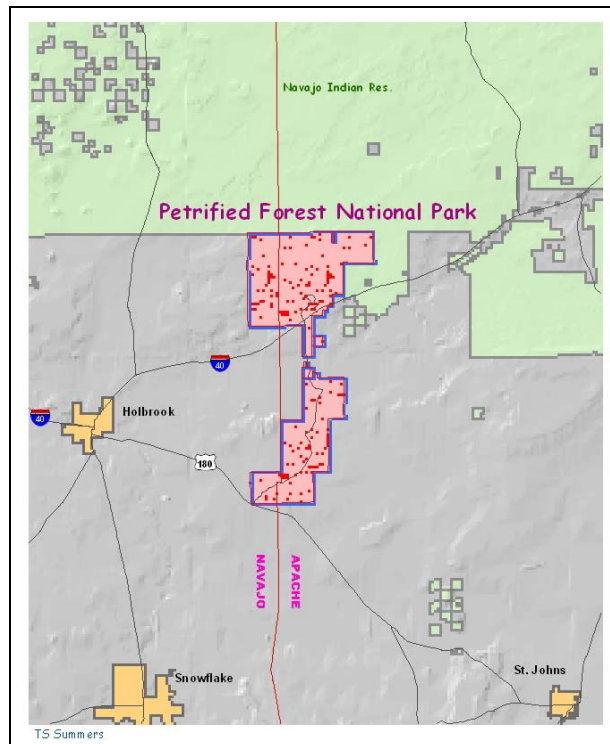 Navajo Indian Res.
Petrified Forest National Park
40
40
Holbrook
180
NAVAJO
APACHE
Snowflake
St. Johns
TS Summers